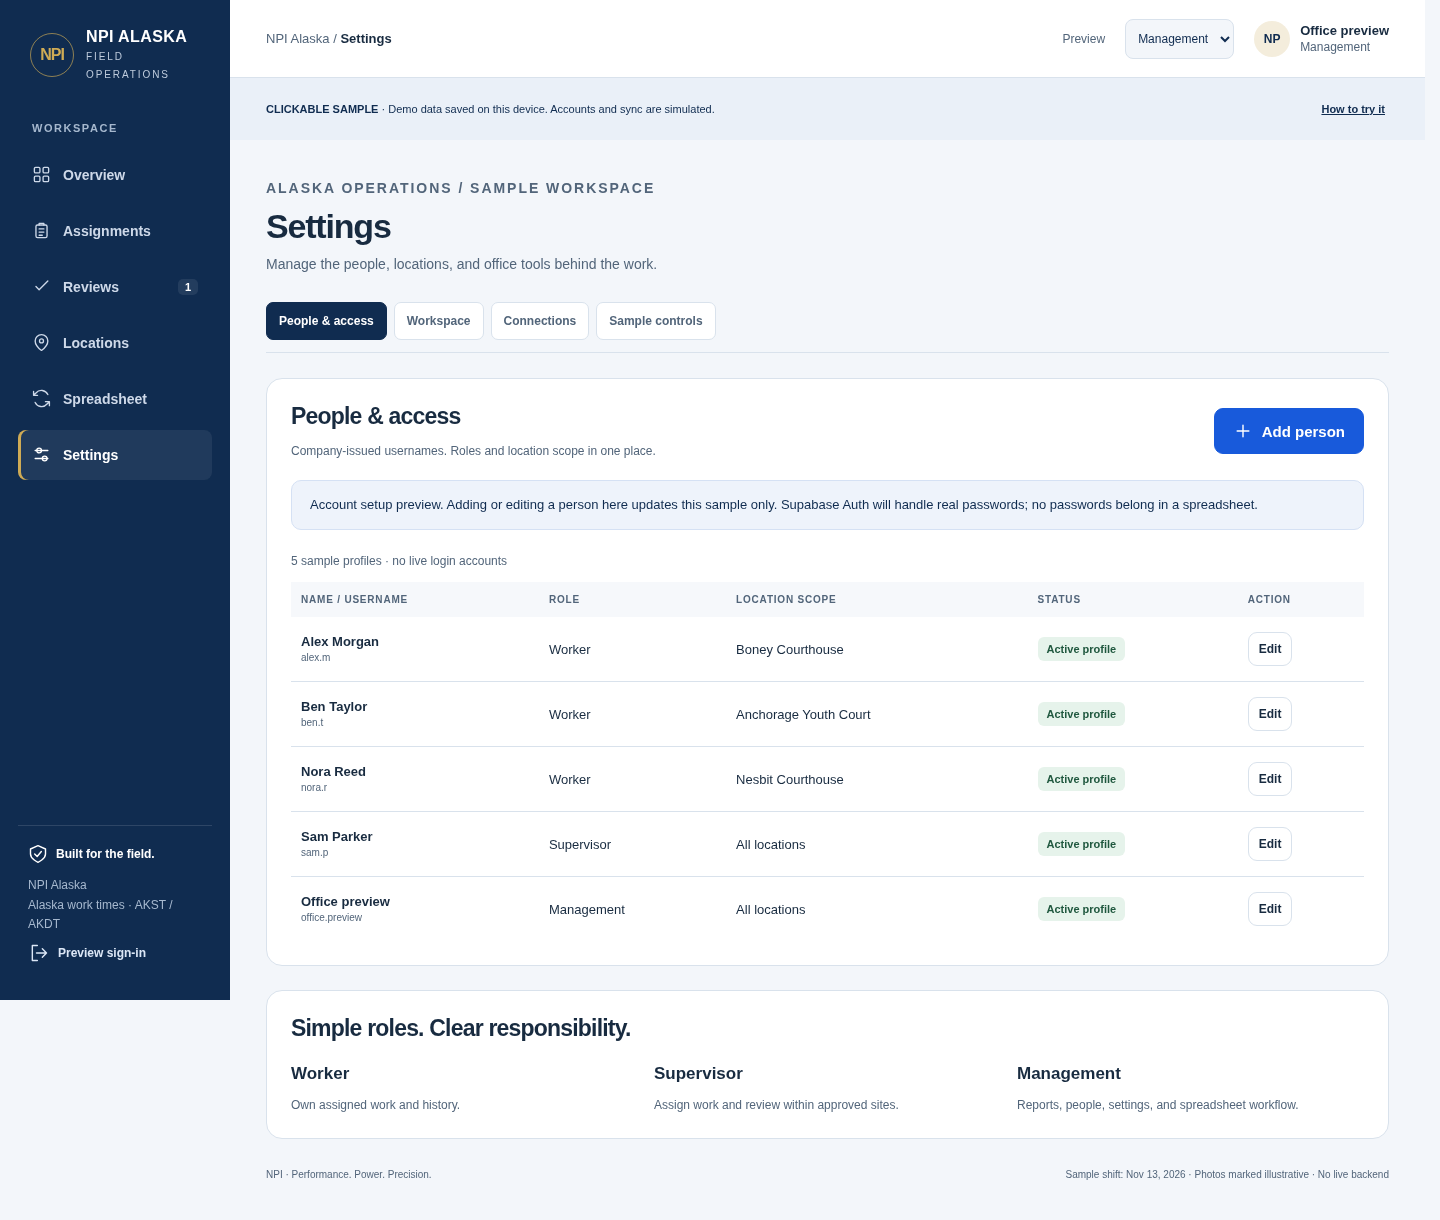 NPI
NPI ALASKA
FIELD
OPERATIONS
WORKSPACE
Overview
Assignments
Reviews 1
Locations
Spreadsheet
Settings
Built for the field.
NPI Alaska
Alaska work times · AKST /
AKDT
Preview sign-in
NPI Alaska / Settings
Preview
Management
NP
Office preview
Management
CLICKABLE SAMPLE · Demo data saved on this device. Accounts and sync are simulated.
How to try it
ALASKA OPERATIONS / SAMPLE WORKSPACE
Settings
Manage the people, locations, and office tools behind the work.
People & access
Workspace
Connections
Sample controls
People & access
Company-issued usernames. Roles and location scope in one place.
Add person
Account setup preview. Adding or editing a person here updates this sample only. Supabase Auth will handle real passwords; no passwords belong in a spreadsheet.
5 sample profiles · no live login accounts
NAME / USERNAME ROLE LOCATION SCOPE STATUS ACTION
Alex Morgan
alex.m
Worker Boney Courthouse Active profile Edit
Ben Taylor
ben.t
Worker Anchorage Youth Court Active profile Edit
Nora Reed
nora.r
Worker Nesbit Courthouse Active profile Edit
Sam Parker
sam.p
Supervisor All locations Active profile Edit
Office preview
office.preview
Management All locations Active profile Edit
Simple roles. Clear responsibility.
Worker
Own assigned work and history.
Supervisor
Assign work and review within approved sites.
Management
Reports, people, settings, and spreadsheet workflow.
NPI · Performance. Power. Precision.
Sample shift: Nov 13, 2026 · Photos marked illustrative · No live backend